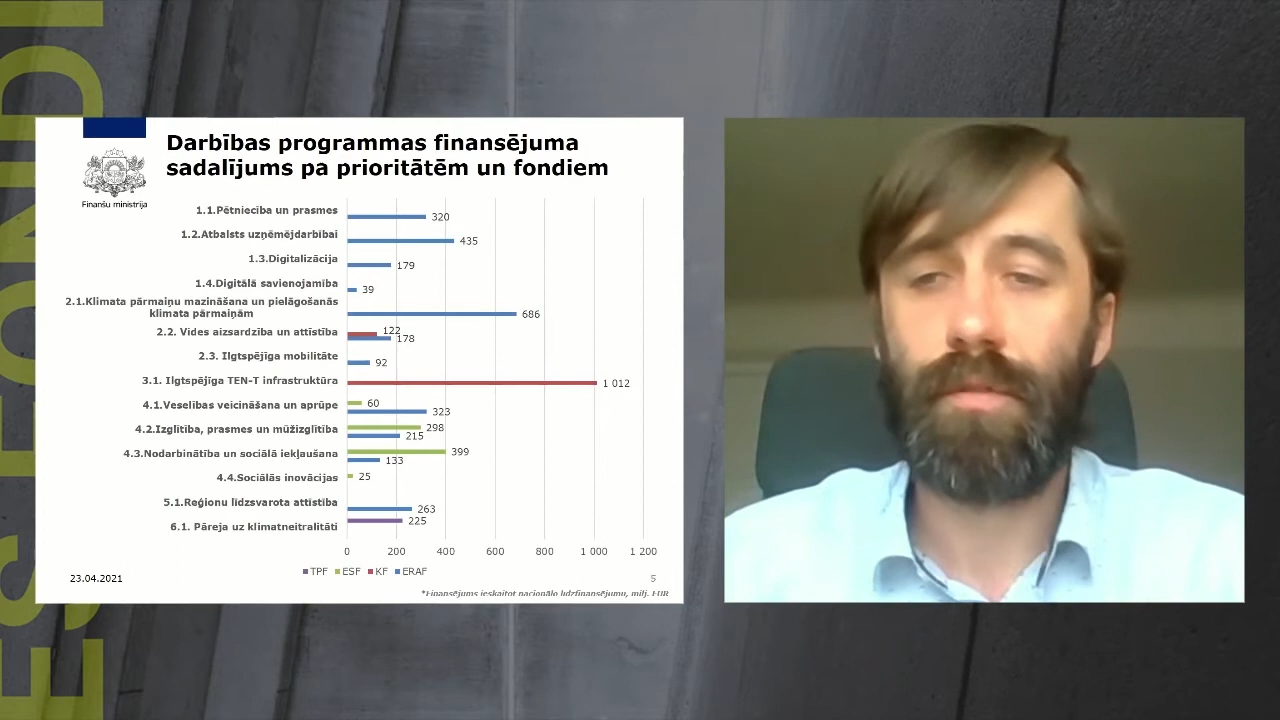 ES FONDI
Darbības programmas finansējuma
sadalījums pa prioritātēm un fondiem
Finanšu ministrija
1.1.Pētniecība un prasmes
320
1.2.Atbalsts uzņēmējdarbībai
435
1.3.Digitalizācija
179
1.4.Digitālā savienojamība
39
2.1.Klimata pārmaiņu mazināšana un pielāgošanās
klimata pārmaiņām
686
2.2. Vides aizsardzība un attīstība
122
178
2.3. Ilgtspējīga mobilitāte
92
3.1. Ilgtspējīga TEN-T infrastruktūra
1 012
4.1.Veselības veicināšana un aprūpe
60
323
4.2.Izglītība, prasmes un mūžizglītība
298
215
4.3.Nodarbinātība un sociālā iekļaušana
399
133
4.4.Sociālās inovācijas
25
5.1.Reģionu līdzsvarota attīstība
263
6.1. Pāreja uz klimatneitralitāti
225
0 200 400 600 800 1 000 1 200
TPF ESF KF ERAF
23.04.2021
5
*Finansējums ieskaitot nacionālo līdzfinansējumu, milj. EUR